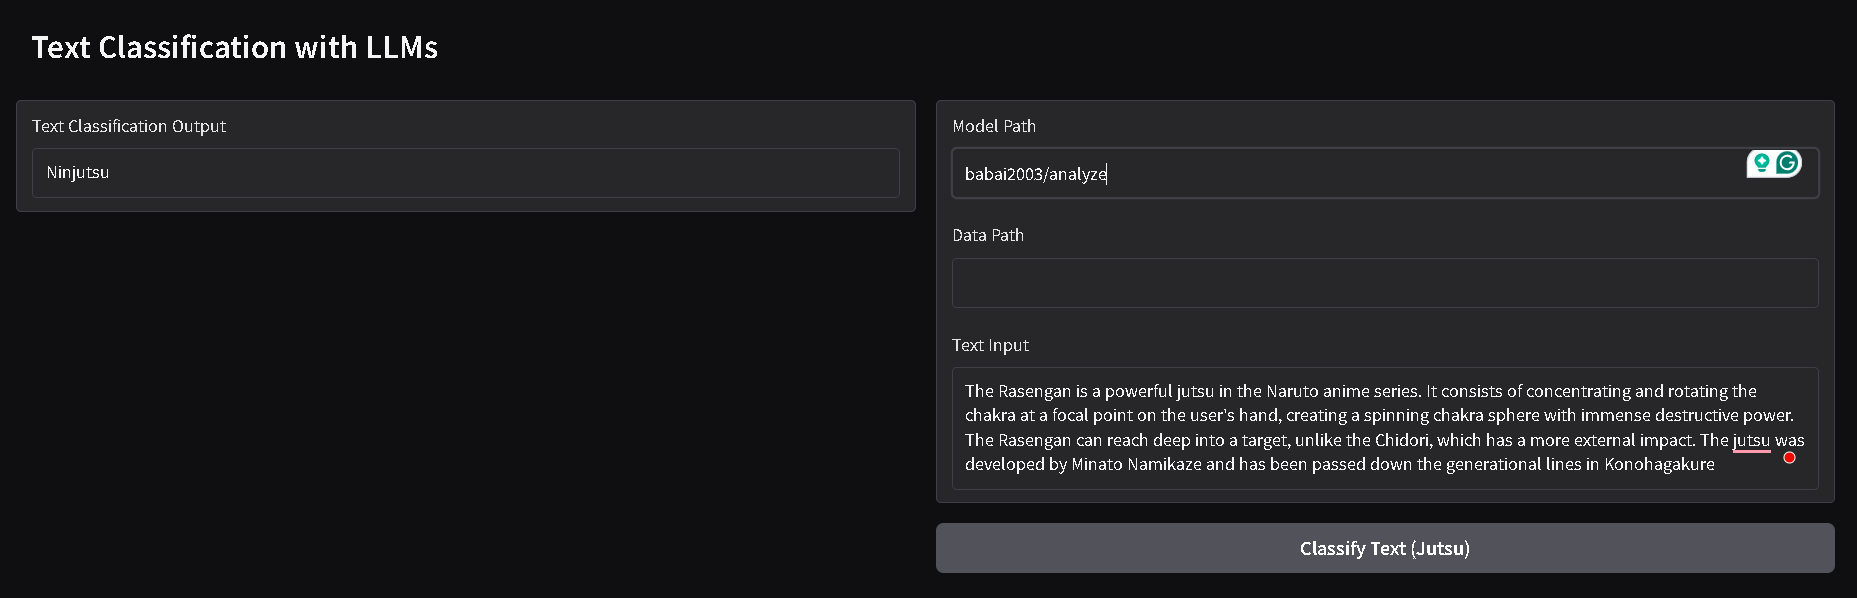 Text Classification with LLMs
Text Classification Output
Ninjutsu
Model Path
babai2003/analyze
Data Path
Text Input
The Rasengan is a powerful jutsu in the Naruto anime series. It consists of concentrating and rotating the
chakra at a focal point on the user's hand, creating a spinning chakra sphere with immense destructive power.
The Rasengan can reach deep into a target, unlike the Chidori, which has a more external impact. The jutsu was
developed by Minato Namikaze and has been passed down the generational lines in Konohagakure
Classify Text (Jutsu)